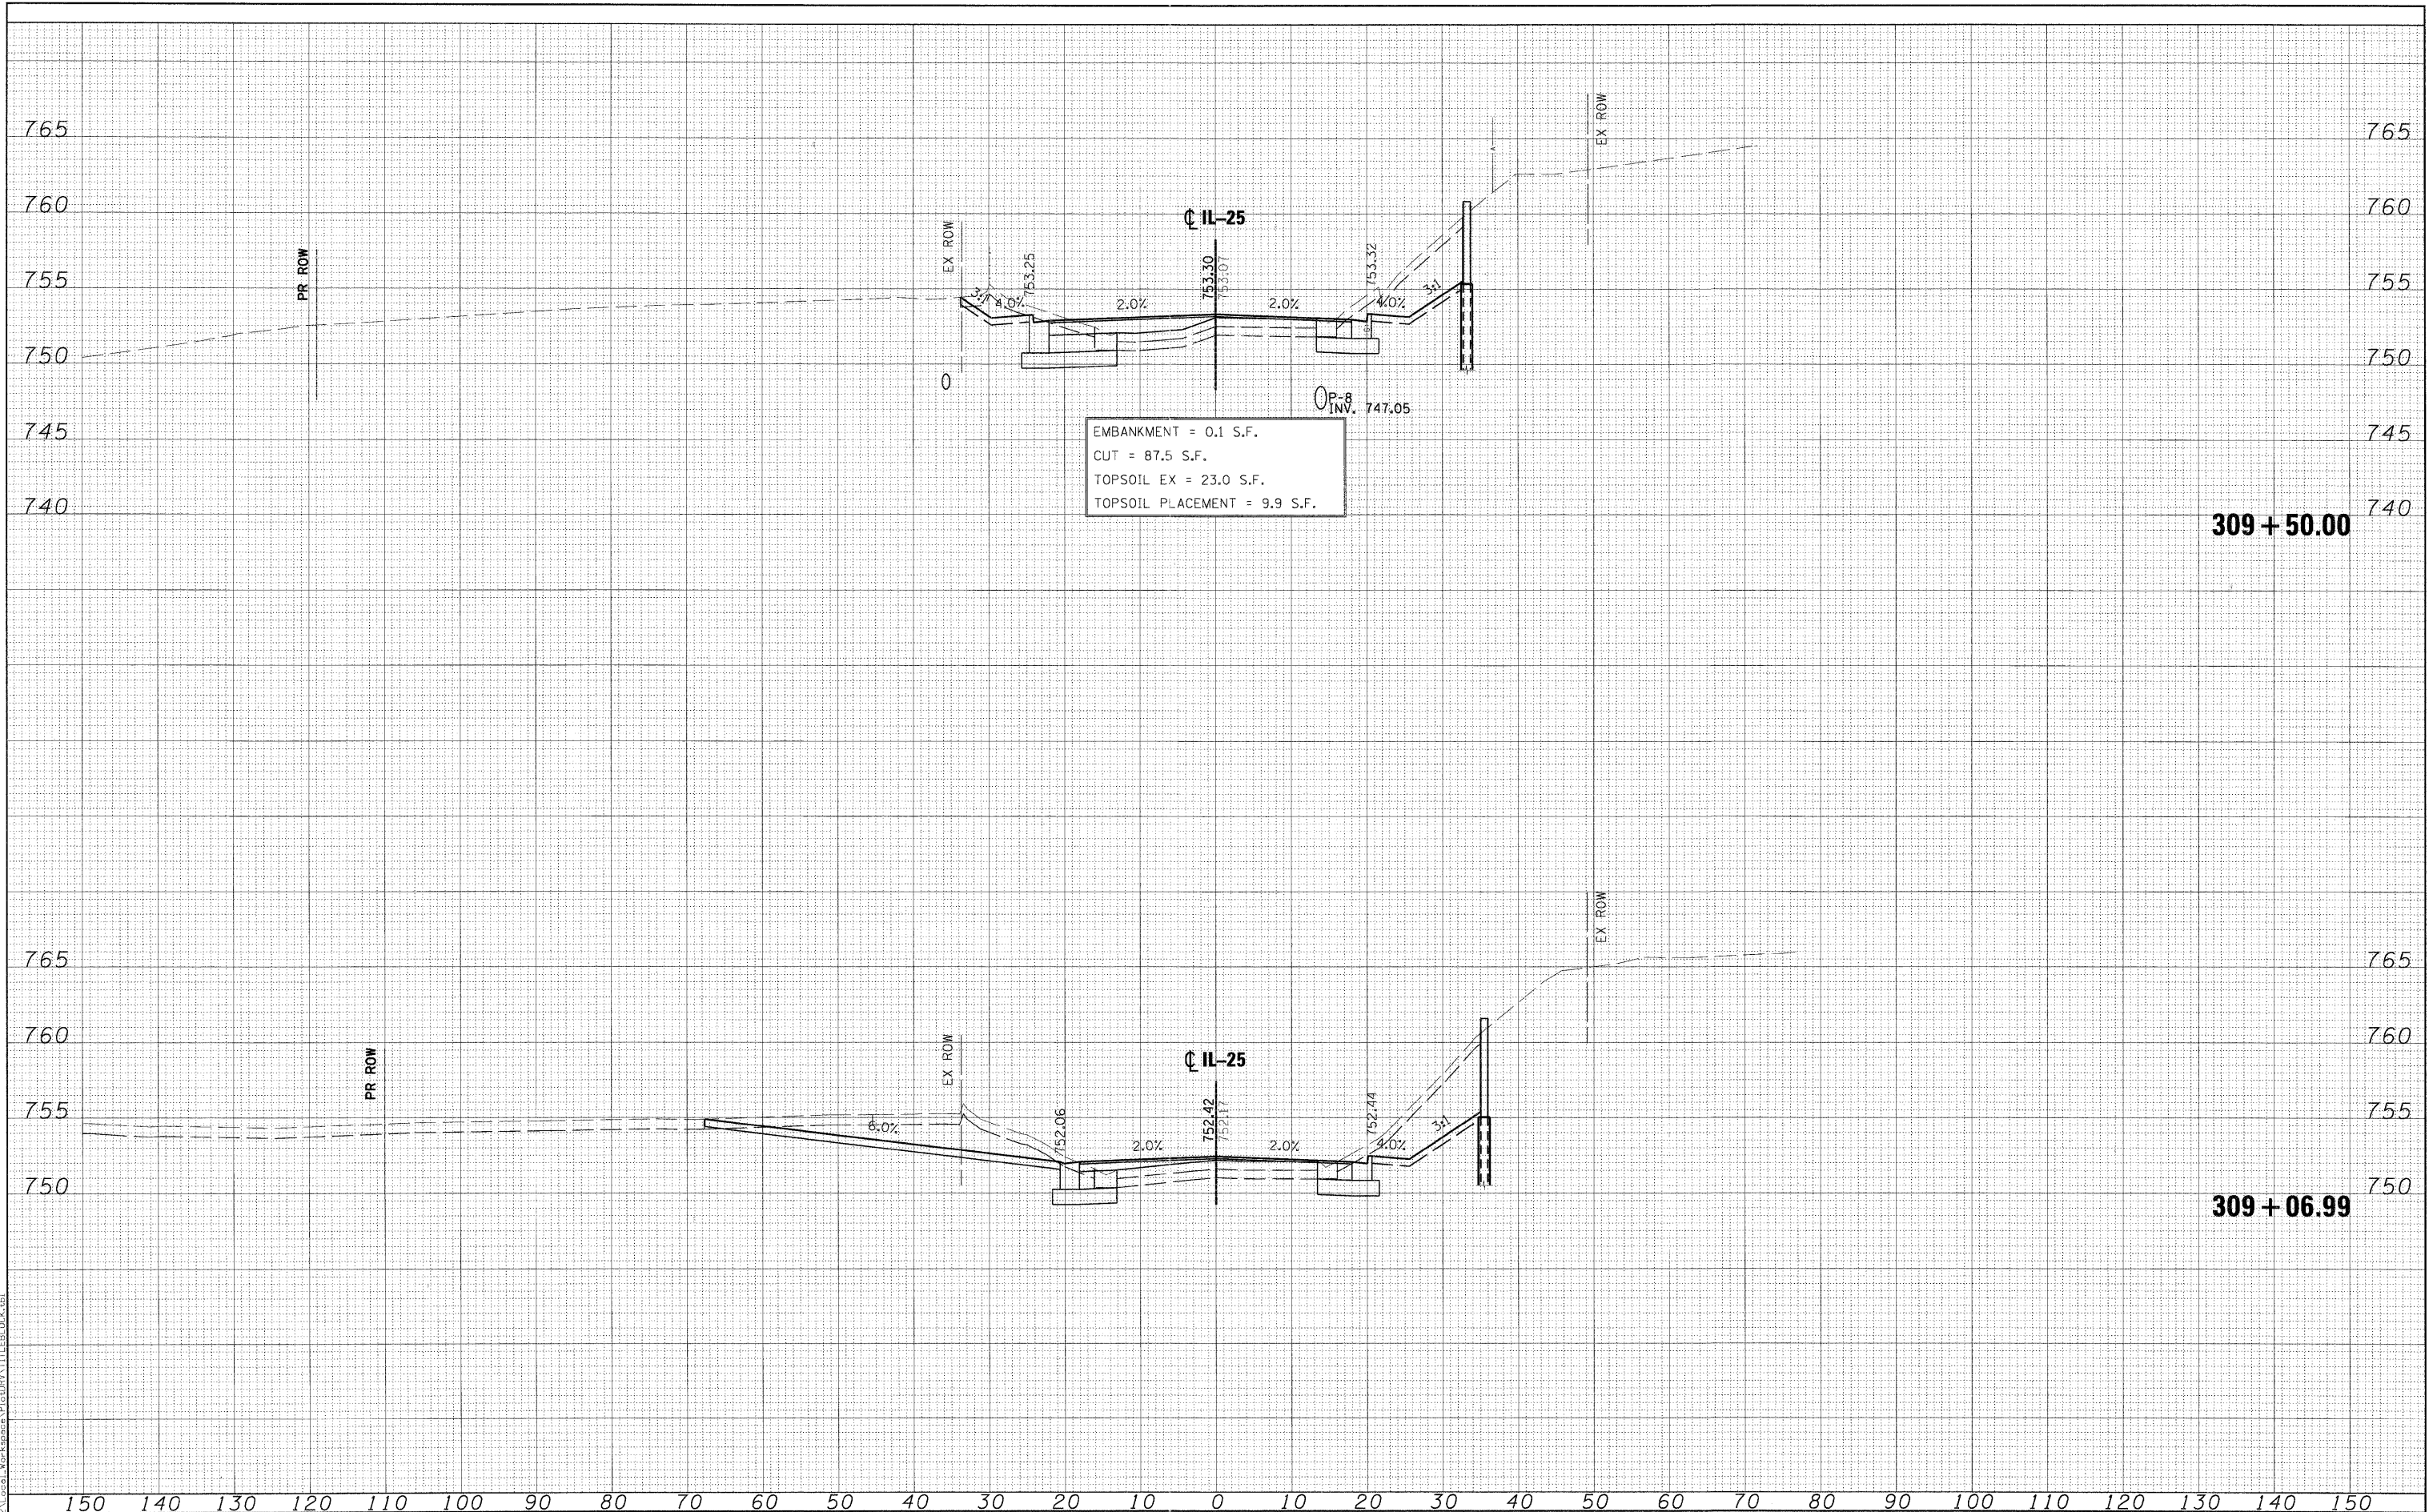 765
760
755
750
745
740
PR ROW
EX ROW
3:1
4.0%
753.25
2.0%
℄ IL-25
753.30
753.07
2.0%
753.32
4.0%
3:1
EX ROW
765
760
755
750
745
740
P-8
INV. 747.05
EMBANKMENT = 0.1 S.F.
CUT = 87.5 S.F.
TOPSOIL EX = 23.0 S.F.
TOPSOIL PLACEMENT = 9.9 S.F.
309+50.00
765
760
755
750
PR ROW
6.0%
EX ROW
752.06
2.0%
℄ IL-25
752.42
752.17
2.0%
752.44
4.0%
3:1
EX ROW
765
760
755
750
309+06.99
150 140 130 120 110 100 90 80 70 60 50 40 30 20 10 0 10 20 30 40 50 60 70 80 90 100 110 120 130 140 150